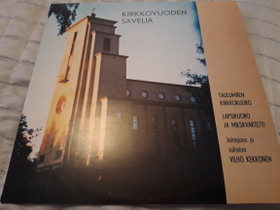 KIRKKOVUODEN
SÄVELIÄ
TAULUMÄEN
KIRKKOKUORO
LAPSIKUORO
JA MIESKVARTETTI
Johtajana ja
solistina
VILHO KEKKONEN